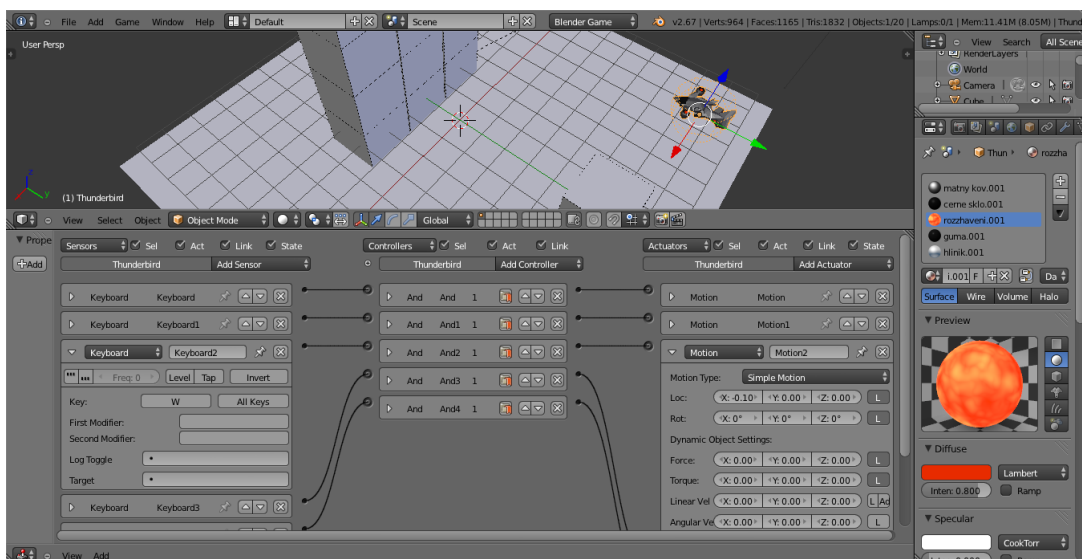 File Add Game Window Help Default Scene Blender Game v2.67 | Verts:964 | Faces:1165 | Tris:1832 | Objects:1/20 | Lamps:0/1 | Mem:11.41M (8.05M) | Thund
User Persp
View Search All Scene
RenderLayers
World
Camera
Cube
Thun rozzha
z
y
(1) Thunderbird
matny kov.001
cerne sklo.001
rozzhaveni.001
guma.001
hlinik.001
View Select Object Object Mode Global
Prope
Add
Sensors Sel Act Link State Controllers Sel Act Link Actuators Sel Act Link State
Thunderbird Add Sensor Thunderbird Add Controller Thunderbird Add Actuator
i.001 F Da
Surface Wire Volume Halo
Keyboard Keyboard And And 1 Motion Motion
Preview
Keyboard Keyboard1 And And1 1 Motion Motion1
Keyboard Keyboard2 And And2 1 Motion Motion2
Freq: 0 Level Tap Invert And And3 1 Motion Type: Simple Motion
Key: W All Keys And And4 1 Loc: X: -0.10 Y: 0.00 Z: 0.00 L
First Modifier: Rot: X: 0° Y: 0° Z: 0° L
Second Modifier: Dynamic Object Settings:
Diffuse
Log Toggle Force: X: 0.00 Y: 0.00 Z: 0.00 L
Lambert
Target Torque: X: 0.00 Y: 0.00 Z: 0.00 L
Inten: 0.800 Ramp
Keyboard Keyboard3 Linear Vel X: 0.00 Y: 0.00 Z: 0.00 L Ad
Specular
Angular Ve X: 0.00 Y: 0.00 Z: 0.00 L
CookTorr
View Add